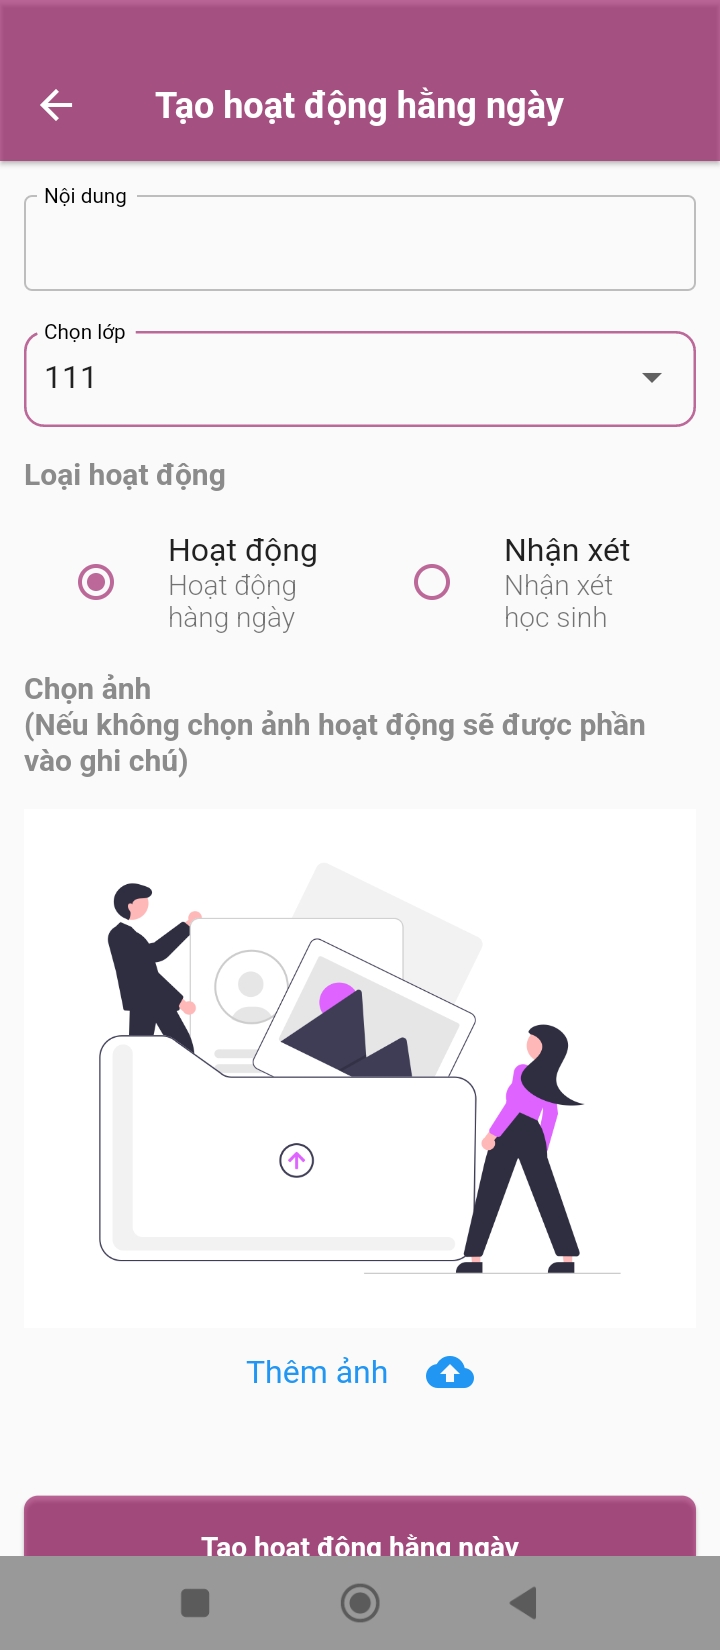 Tạo hoạt động hằng ngày
Nội dung
Chọn lớp
111
Loại hoạt động
Hoạt động
Hoạt động
hàng ngày
Nhận xét
Nhận xét
học sinh
Chọn ảnh
(Nếu không chọn ảnh hoạt động sẽ được phần
vào ghi chú)
Thêm ảnh
Tạo hoạt động hằng ngày